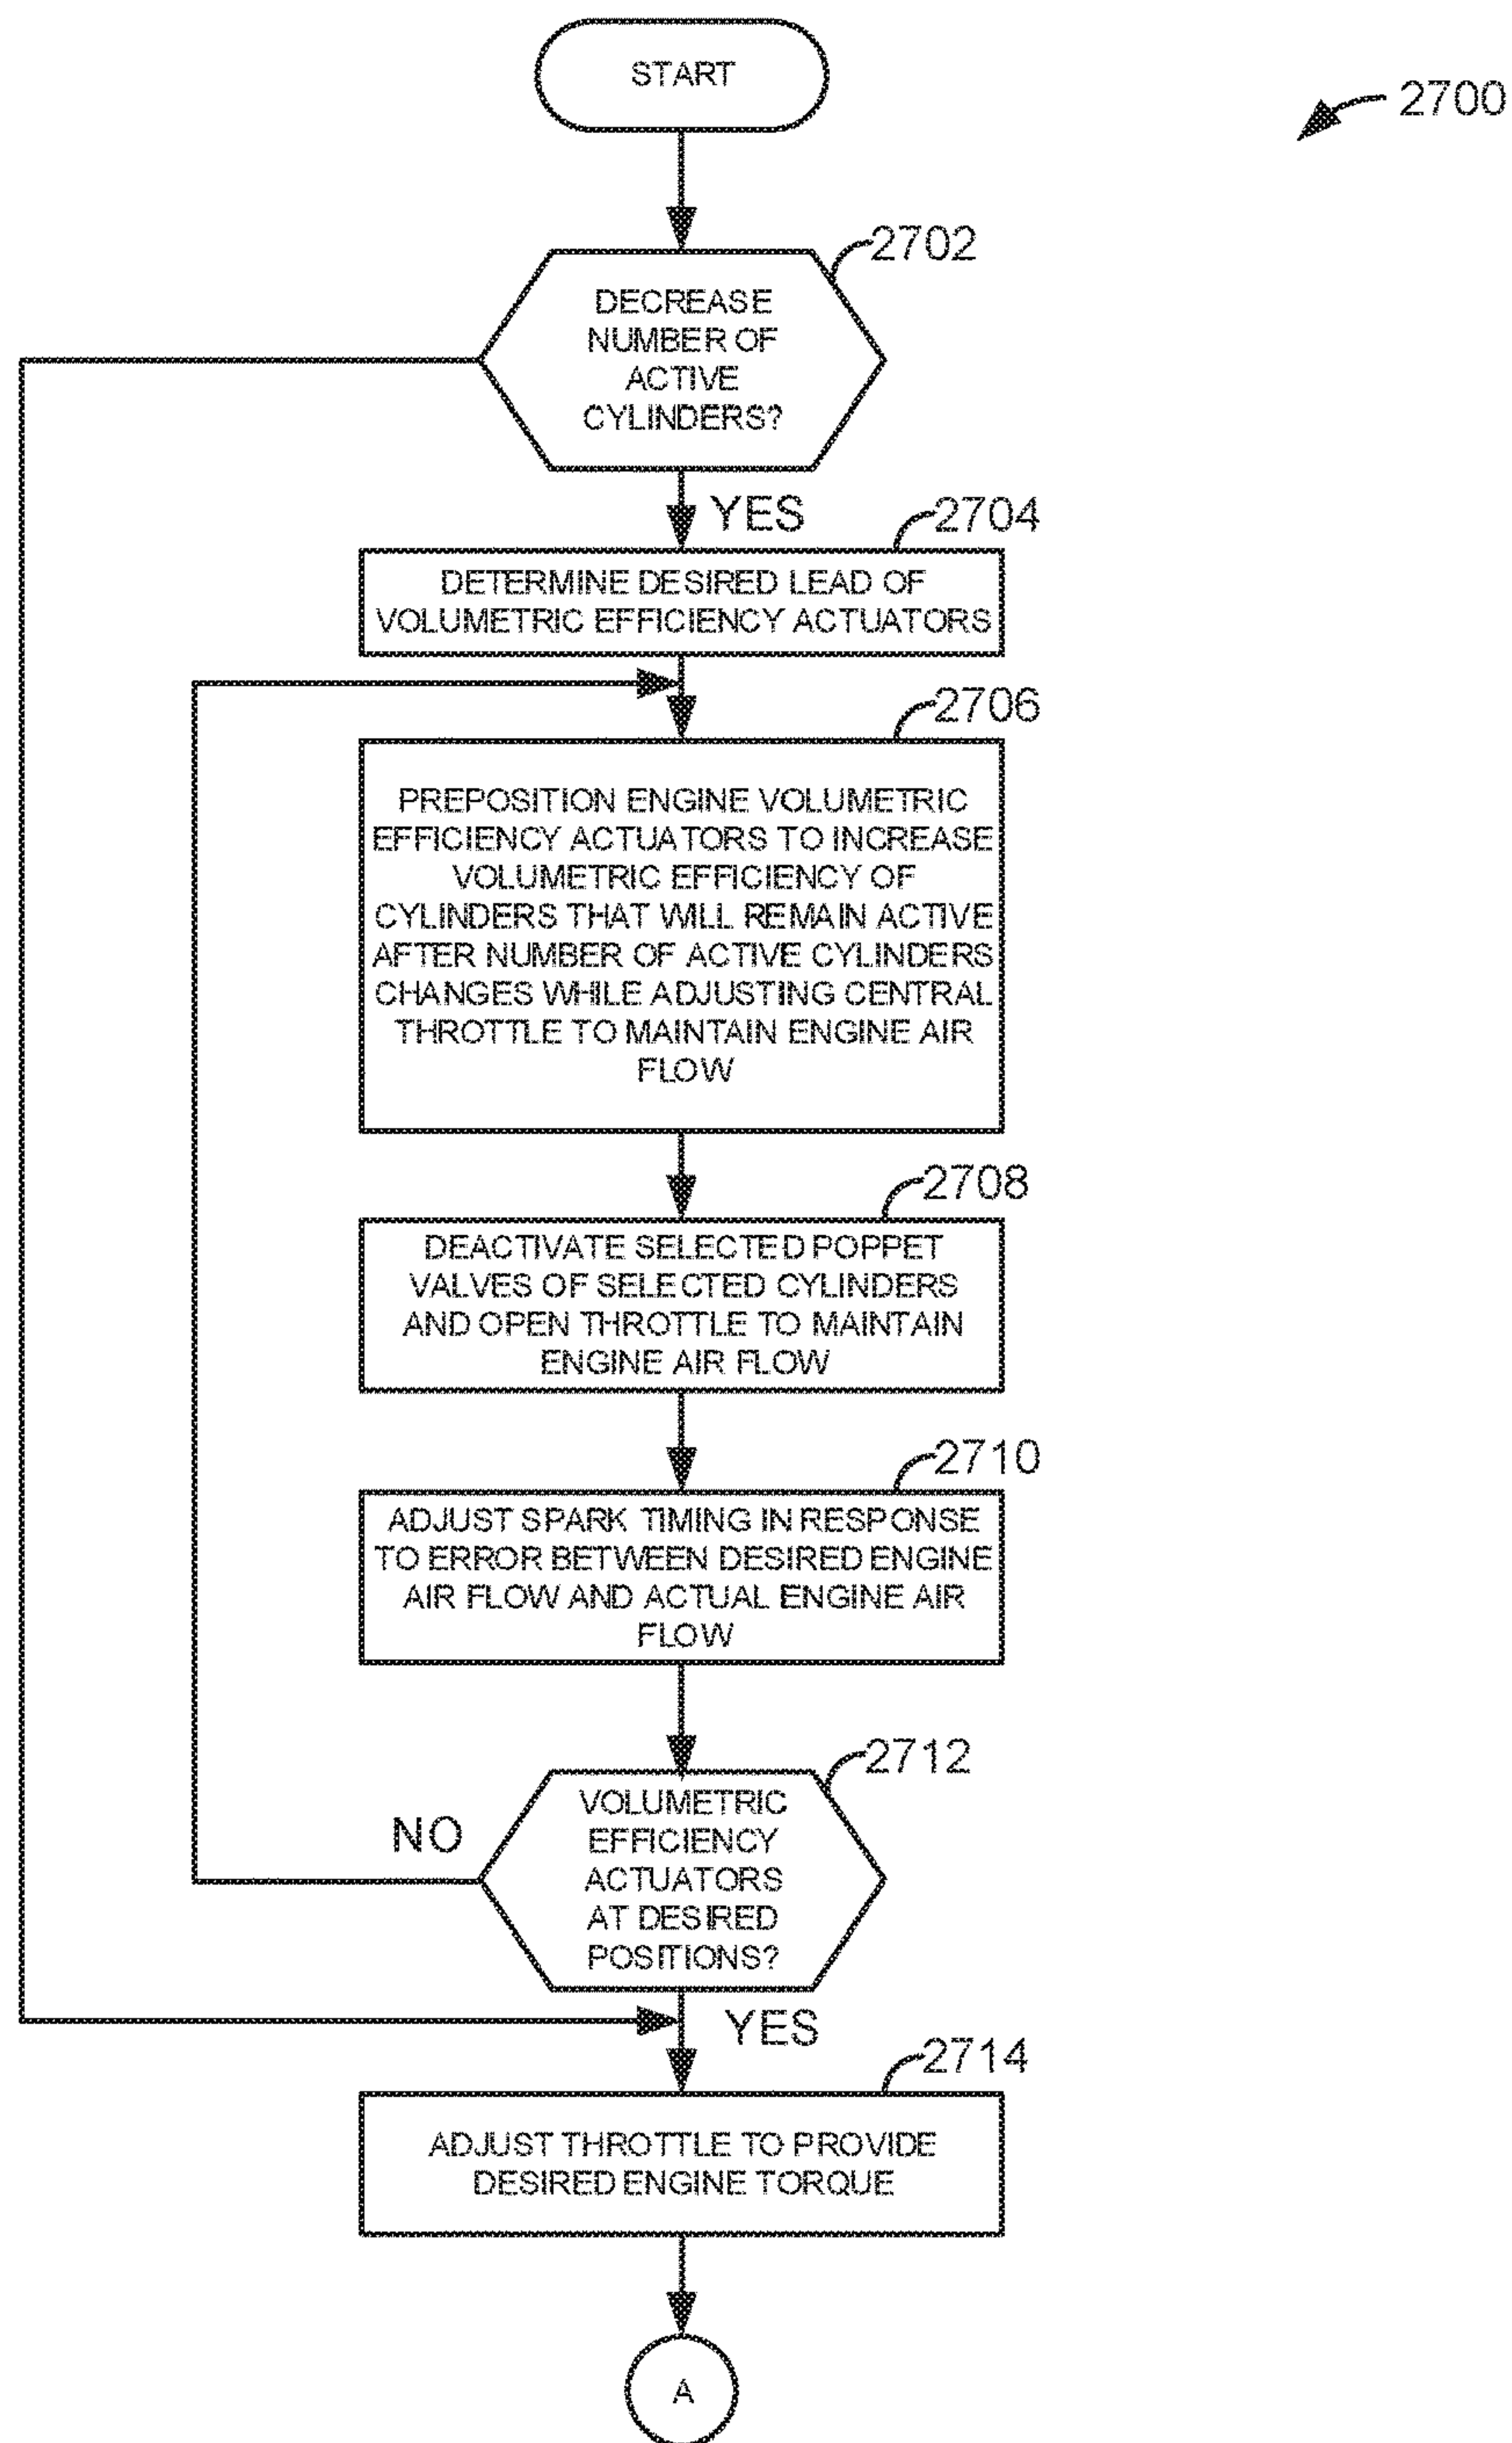 START
2700
2702
DECREASE
NUMBER OF
ACTIVE
CYLINDERS?
YES
2704
DETERMINE DESIRED LEAD OF
VOLUMETRIC EFFICIENCY ACTUATORS
2706
PREPOSITION ENGINE VOLUMETRIC
EFFICIENCY ACTUATORS TO INCREASE
VOLUMETRIC EFFICIENCY OF
CYLINDERS THAT WILL REMAIN ACTIVE
AFTER NUMBER OF ACTIVE CYLINDERS
CHANGES WHILE ADJUSTING CENTRAL
THROTTLE TO MAINTAIN ENGINE AIR
FLOW
2708
DEACTIVATE SELECTED POPPET
VALVES OF SELECTED CYLINDERS
AND OPEN THROTTLE TO MAINTAIN
ENGINE AIR FLOW
2710
ADJUST SPARK TIMING IN RESPONSE
TO ERROR BETWEEN DESIRED ENGINE
AIR FLOW AND ACTUAL ENGINE AIR
FLOW
2712
NO
VOLUMETRIC
EFFICIENCY
ACTUATORS
AT DESIRED
POSITIONS?
YES
2714
ADJUST THROTTLE TO PROVIDE
DESIRED ENGINE TORQUE
A